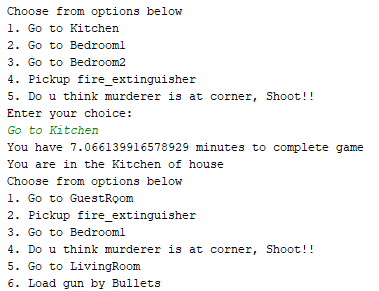 Choose from options below
1. Go to Kitchen
2. Go to Bedroom1
3. Go to Bedroom2
4. Pickup fire_extinguisher
5. Do u think murderer is at corner, Shoot!!
Enter your choice:
Go to Kitchen
You have 7.066139916578929 minutes to complete game
You are in the Kitchen of house
Choose from options below
1. Go to GuestRoom
2. Pickup fire_extinguisher
3. Go to Bedroom1
4. Do u think murderer is at corner, Shoot!!
5. Go to LivingRoom
6. Load gun by Bullets